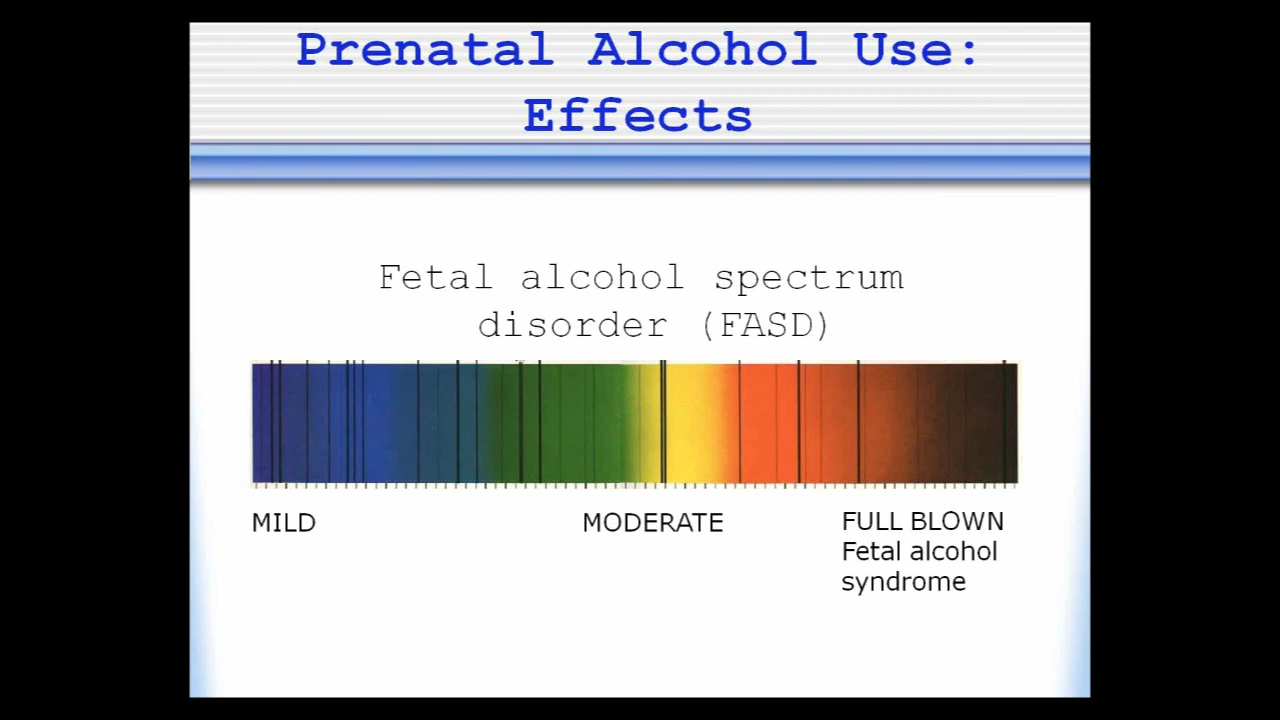 Prenatal Alcohol Use:
Effects
Fetal alcohol spectrum
disorder (FASD)
MILD
MODERATE
FULL BLOWN
Fetal alcohol
syndrome